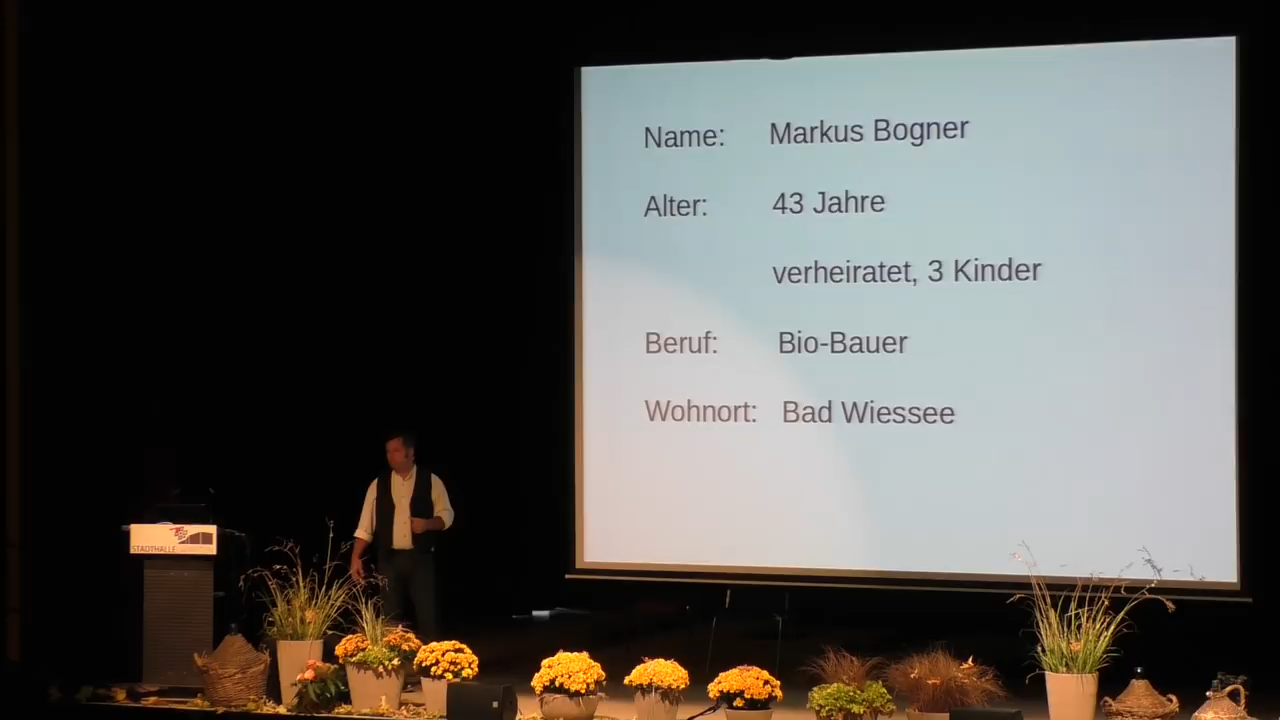 Name: Markus Bogner
Alter: 43 Jahre
verheiratet, 3 Kinder
Beruf: Bio-Bauer
Wohnort: Bad Wiessee
STADTHALLE